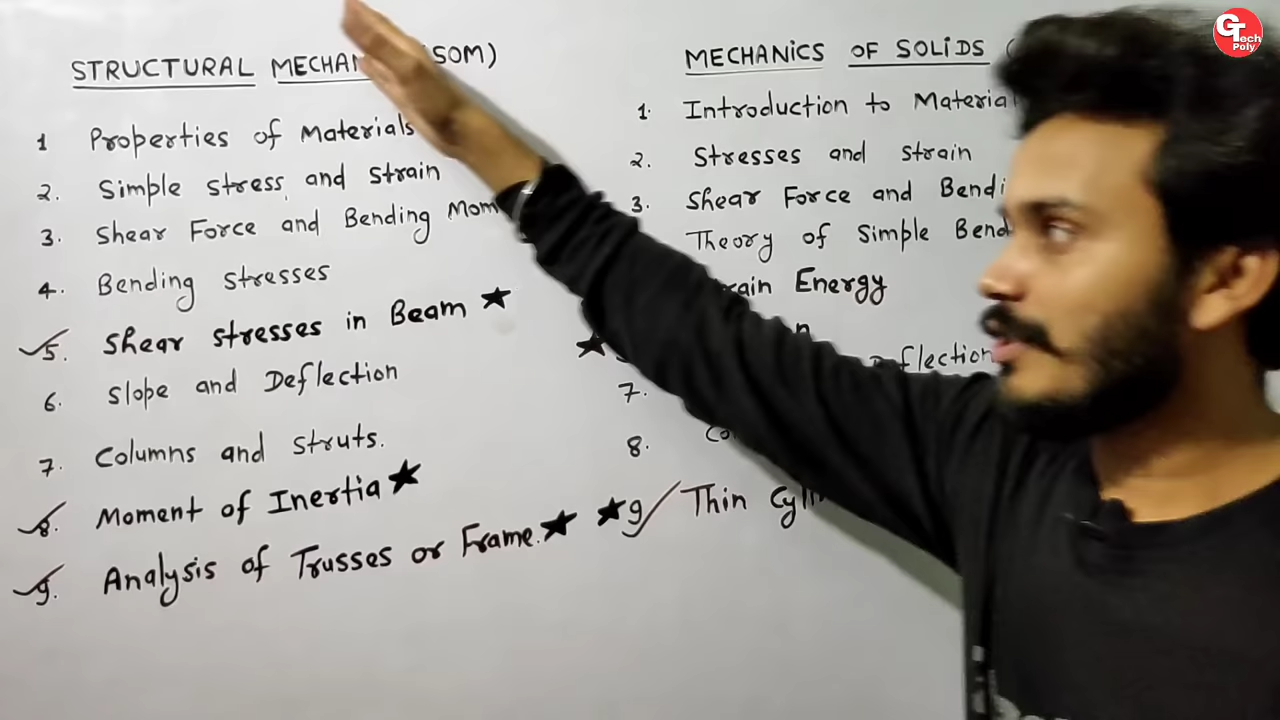 STRUCTURAL MECHAN (SOM)
1 Properties of Materials
2. Simple stress and strain
3. Shear Force and Bending Mom
4. Bending stresses
5. Shear stresses in Beam ★
6. Slope and Deflection
7. Columns and struts.
8. Moment of Inertia ★
9. Analysis of Trusses or Frame. ★
MECHANICS OF SOLIDS (
1. Introduction to Materia
2. Stresses and strain
3. Shear Force and Bendi
Theory of Simple Bend
rain Energy
★
flection
7.
8.
★ 9 Thin Cyl
GTech Poly